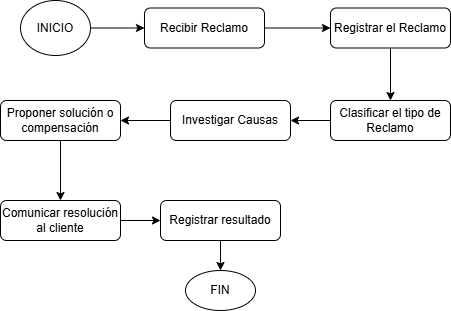 INICIO
Recibir Reclamo
Registrar el Reclamo
Clasificar el tipo de
Reclamo
Investigar Causas
Proponer solución o
compensación
Comunicar resolución
al cliente
Registrar resultado
FIN